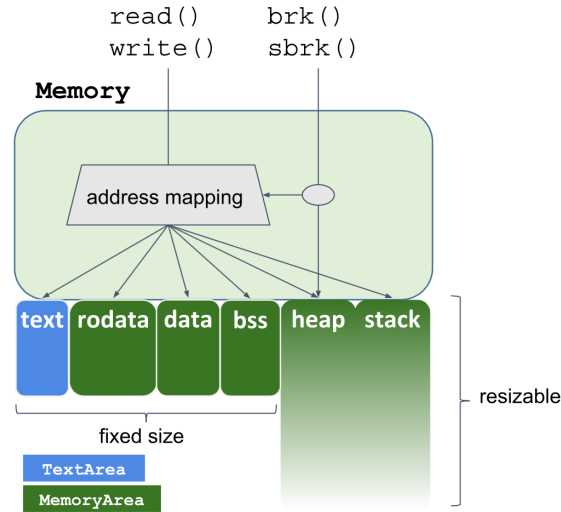 read() brk()
write() sbrk()
Memory
address mapping
text rodata data bss heap stack
resizable
fixed size
TextArea
MemoryArea